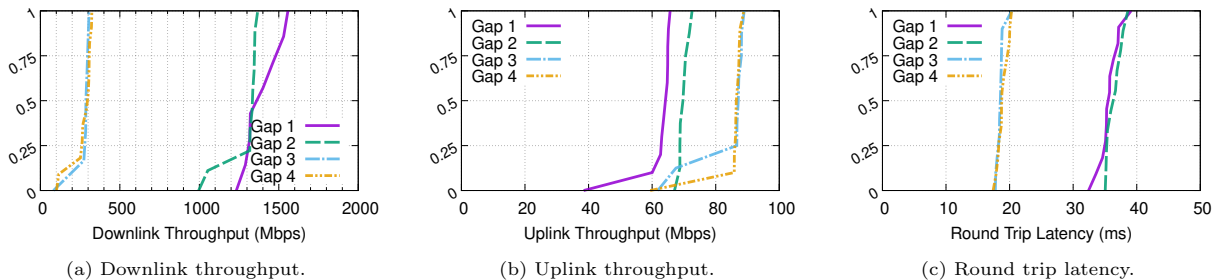 1
0.75
0.5
0.25
0
Gap 1
Gap 2
Gap 3
Gap 4
0 500 1000 1500 2000
Downlink Throughput (Mbps)
(a) Downlink throughput.
1
0.75
0.5
0.25
0
Gap 1
Gap 2
Gap 3
Gap 4
0 20 40 60 80 100
Uplink Throughput (Mbps)
(b) Uplink throughput.
1
0.75
0.5
0.25
0
Gap 1
Gap 2
Gap 3
Gap 4
0 10 20 30 40 50
Round Trip Latency (ms)
(c) Round trip latency.